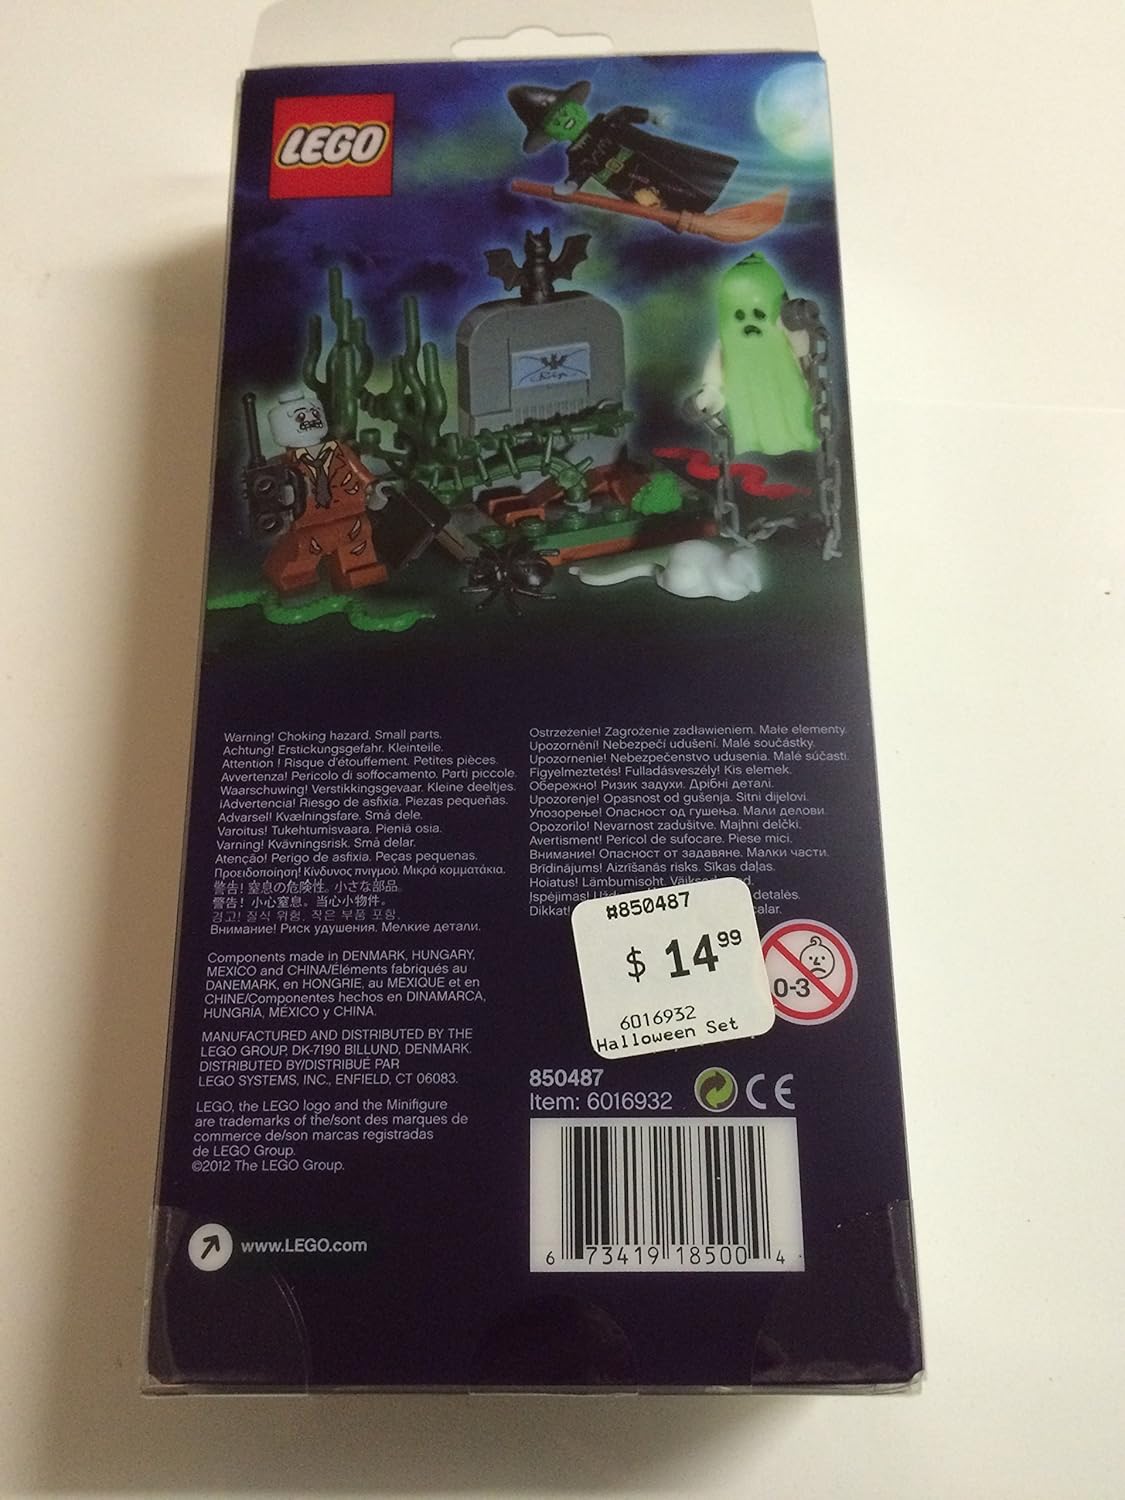 LEGO
Rip
Warning! Choking hazard. Small parts.
Achtung! Erstickungsgefahr. Kleinteile.
Attention ! Risque d'étouffement. Petites pièces.
Avvertenza! Pericolo di soffocamento. Parti piccole.
Waarschuwing! Verstikkingsgevaar. Kleine deeltjes.
¡Advertencia! Riesgo de asfixia. Piezas pequeñas.
Advarsel! Kvælningsfare. Små dele.
Varoitus! Tukehtumisvaara. Pieniä osia.
Varning! Kvävningsrisk. Små delar.
Atenção! Perigo de asfixia. Peças pequenas.
Προειδοποίηση! Κίνδυνος πνιγμού. Μικρά κομματάκια.
警告! 窒息の危険性。小さな部品。
警告! 小心窒息。当心小物件。
경고! 질식 위험. 작은 부품 포함.
Внимание! Риск удушения. Мелкие детали.
Ostrzeżenie! Zagrożenie zadławieniem. Małe elementy.
Upozornění! Nebezpečí udušení. Malé součástky.
Upozornenie! Nebezpečenstvo udusenia. Malé súčasti.
Figyelmeztetés! Fulladásveszély! Kis elemek.
Обережно! Ризик задухи. Дрібні деталі.
Upozorenje! Opasnost od gušenja. Sitni dijelovi.
Упозорење! Опасност од гушења. Мали делови.
Opozorilo! Nevarnost zadušitve. Majhni delčki.
Avertisment! Pericol de sufocare. Piese mici.
Внимание! Опасност от задавяне. Малки части.
Brīdinājums! Aizrīšanās risks. Sīkas daļas.
Hoiatus! Lämbumisoht.
Įspėjimas! detalės.
Dikkat!
Components made in DENMARK, HUNGARY,
MEXICO and CHINA/Éléments fabriqués au
DANEMARK, en HONGRIE, au MEXIQUE et en
CHINE/Componentes hechos en DINAMARCA,
HUNGRÍA, MÉXICO y CHINA.
MANUFACTURED AND DISTRIBUTED BY THE
LEGO GROUP, DK-7190 BILLUND, DENMARK.
DISTRIBUTED BY/DISTRIBUÉ PAR
LEGO SYSTEMS, INC., ENFIELD, CT 06083.
LEGO, the LEGO logo and the Minifigure
are trademarks of the/sont des marques de
commerce de/son marcas registradas
de LEGO Group.
©2012 The LEGO Group.
www.LEGO.com
#850487
$ 14.99
6016932
Halloween Set
0-3
850487
Item: 6016932
CE
6 73419 18500 4